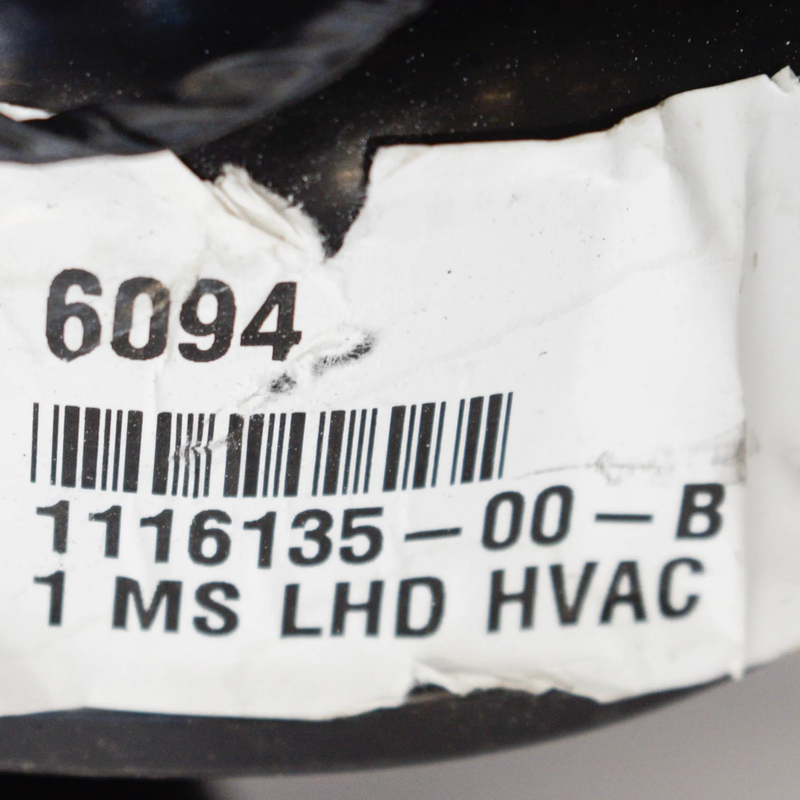 6094
1116135-00-B
1 MS LHD HVAC